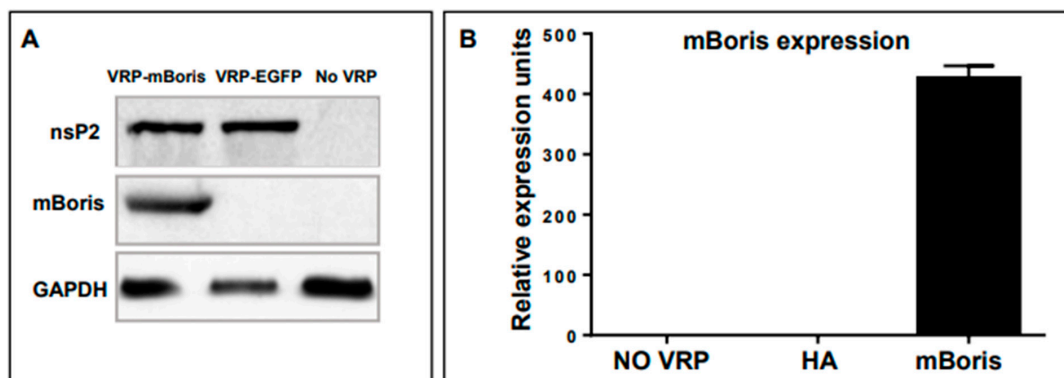 A
VRP-mBoris VRP-EGFP No VRP
nsP2
mBoris
GAPDH
B
mBoris expression
Relative expression units
500
400
300
200
100
0
NO VRP HA mBoris